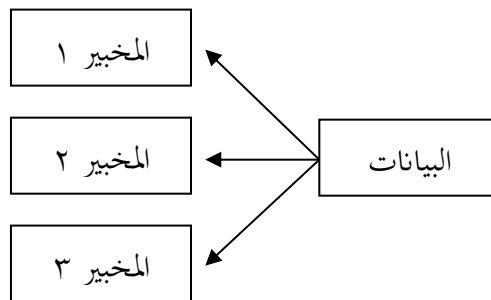 المخبير ١
المخبير ٢
البيانات
المخبير ٣